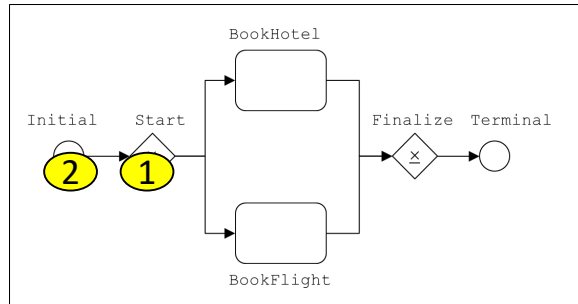 BookHotel
Initial
Start
Finalize
Terminal
2
1
×
BookFlight